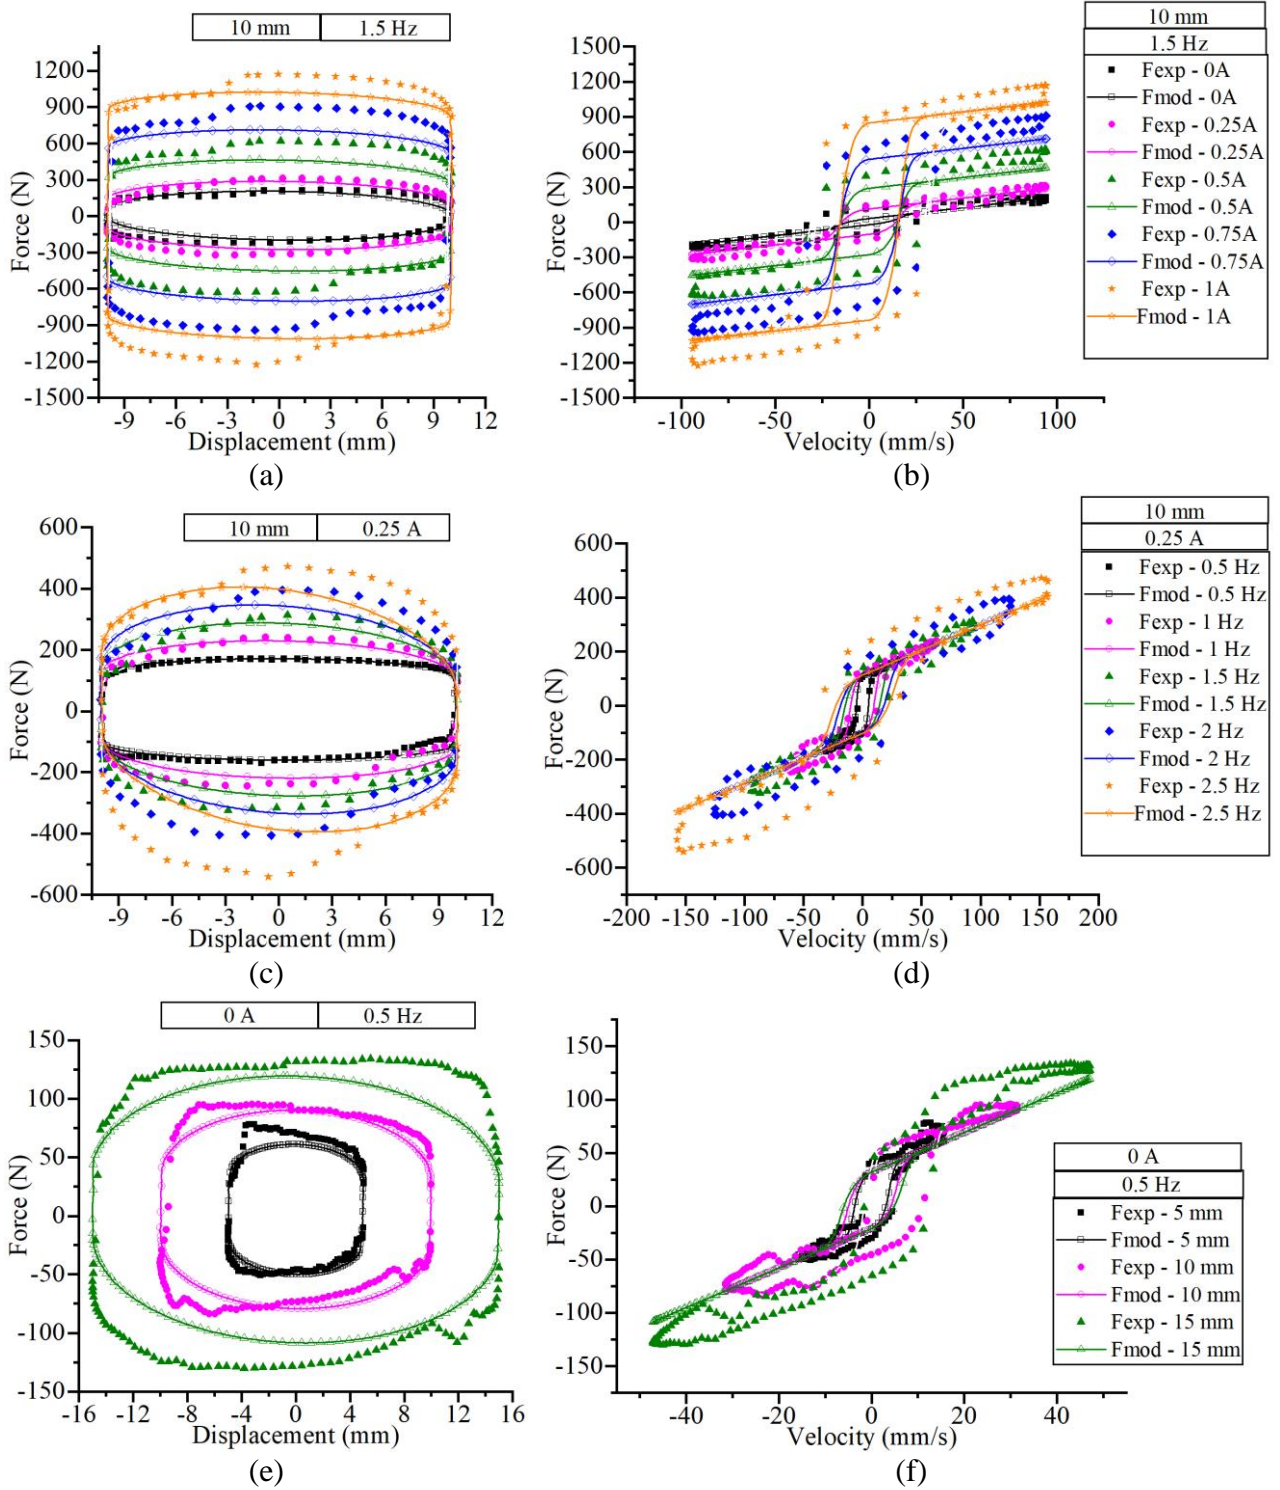 10 mm 1.5 Hz
1200
900
600
300
0
-300
-600
-900
-1200
-1500
Force (N)
-9 -6 -3 0 3 6 9 12
Displacement (mm)
(a)
1500
1200
900
600
300
0
-300
-600
-900
-1200
-1500
Force (N)
-100 -50 0 50 100
Velocity (mm/s)
(b)
10 mm
1.5 Hz
Fexp - 0A
Fmod - 0A
Fexp - 0.25A
Fmod - 0.25A
Fexp - 0.5A
Fmod - 0.5A
Fexp - 0.75A
Fmod - 0.75A
Fexp - 1A
Fmod - 1A
10 mm 0.25 A
600
400
200
0
-200
-400
-600
Force (N)
-9 -6 -3 0 3 6 9 12
Displacement (mm)
(c)
600
400
200
0
-200
-400
-600
Force (N)
-200 -150 -100 -50 0 50 100 150 200
Velocity (mm/s)
(d)
10 mm
0.25 A
Fexp - 0.5 Hz
Fmod - 0.5 Hz
Fexp - 1 Hz
Fmod - 1 Hz
Fexp - 1.5 Hz
Fmod - 1.5 Hz
Fexp - 2 Hz
Fmod - 2 Hz
Fexp - 2.5 Hz
Fmod - 2.5 Hz
0 A 0.5 Hz
150
100
50
0
-50
-100
-150
Force (N)
-16 -12 -8 -4 0 4 8 12 16
Displacement (mm)
(e)
150
100
50
0
-50
-100
-150
Force (N)
-40 -20 0 20 40
Velocity (mm/s)
(f)
0 A
0.5 Hz
Fexp - 5 mm
Fmod - 5 mm
Fexp - 10 mm
Fmod - 10 mm
Fexp - 15 mm
Fmod - 15 mm